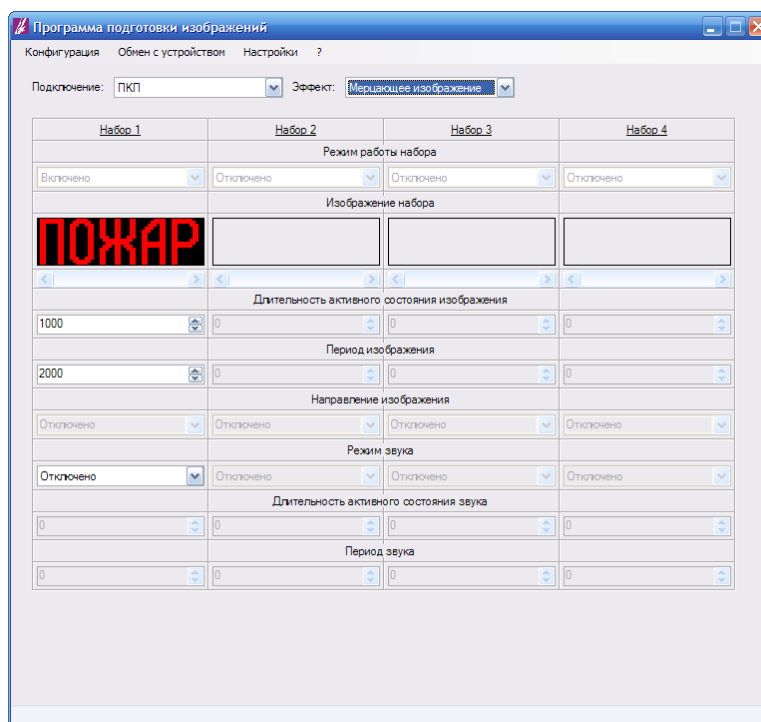 Программа подготовки изображений
Конфигурация Обмен с устройством Настройки ?
Подключение: ПКП Эффект: Мерцающее изображение
Набор 1 Набор 2 Набор 3 Набор 4
Режим работы набора
Включено Отключено Отключено Отключено
Изображение набора
ПОЖАР
Длительность активного состояния изображения
1000 0 0 0
Период изображения
2000 0 0 0
Направление изображения
Отключено Отключено Отключено Отключено
Режим звука
Отключено Отключено Отключено Отключено
Длительность активного состояния звука
0 0 0 0
Период звука
0 0 0 0